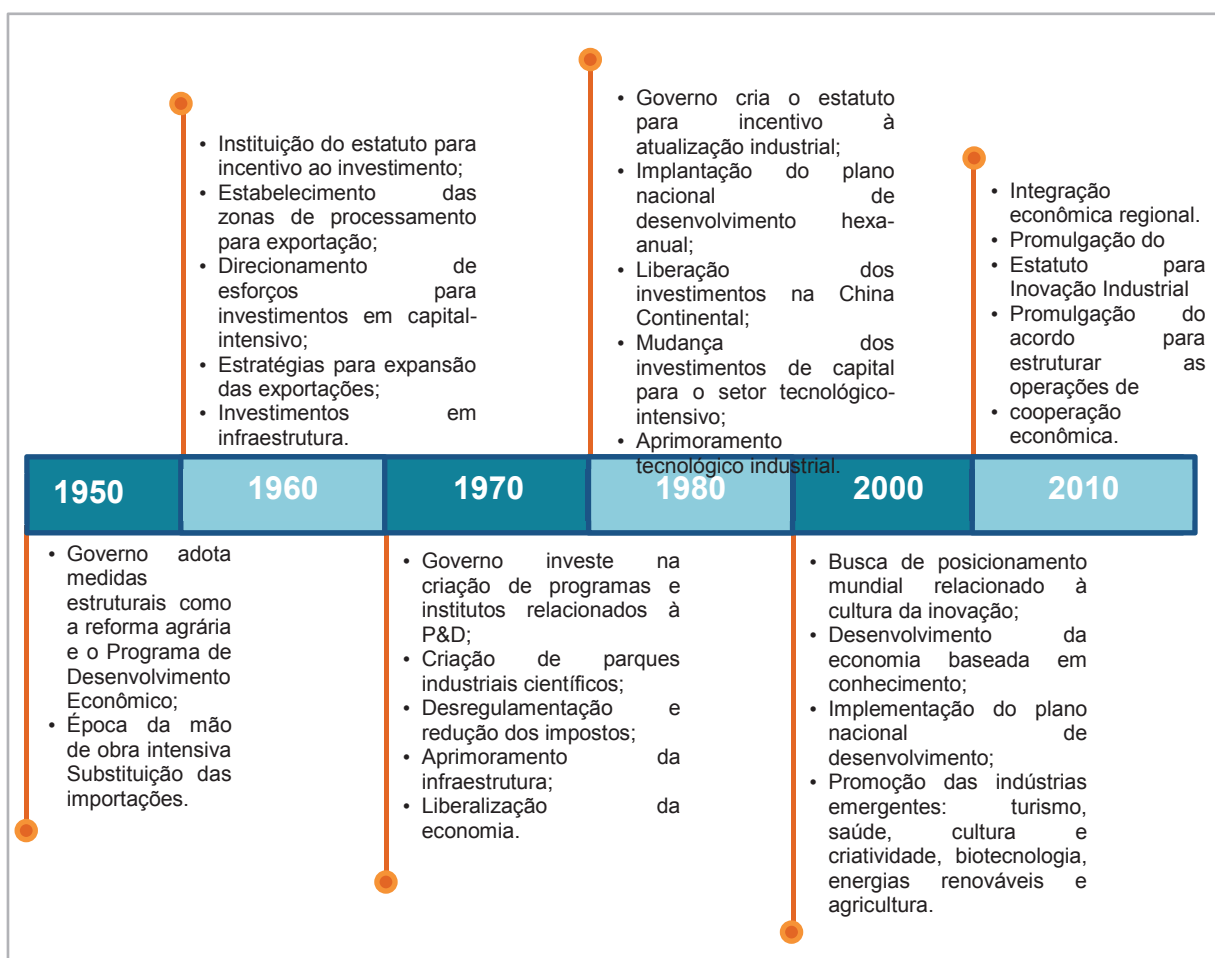 • Instituição do estatuto para
incentivo ao investimento;
• Estabelecimento das
zonas de processamento
para exportação;
• Direcionamento de
esforços para
investimentos em capital-
intensivo;
• Estratégias para expansão
das exportações;
• Investimentos em
infraestrutura.
• Governo cria o estatuto
para incentivo à
atualização industrial;
• Implantação do plano
nacional de
desenvolvimento hexa-
anual;
• Liberação dos
investimentos na China
Continental;
• Mudança dos
investimentos de capital
para o setor tecnológico-
intensivo;
• Aprimoramento
tecnológico industrial.
• Integração
econômica regional.
• Promulgação do
• Estatuto para
Inovação Industrial
• Promulgação do
acordo para
estruturar as
operações de
• cooperação
econômica.
1950
1960
1970
1980
2000
2010
• Governo adota
medidas
estruturais como
a reforma agrária
e o Programa de
Desenvolvimento
Econômico;
• Época da mão
de obra intensiva
Substituição das
importações.
• Governo investe na
criação de programas e
institutos relacionados à
P&D;
• Criação de parques
industriais científicos;
• Desregulamentação e
redução dos impostos;
• Aprimoramento da
infraestrutura;
• Liberalização da
economia.
• Busca de posicionamento
mundial relacionado à
cultura da inovação;
• Desenvolvimento da
economia baseada em
conhecimento;
• Implementação do plano
nacional de
desenvolvimento;
• Promoção das indústrias
emergentes: turismo,
saúde, cultura e
criatividade, biotecnologia,
energias renováveis e
agricultura.